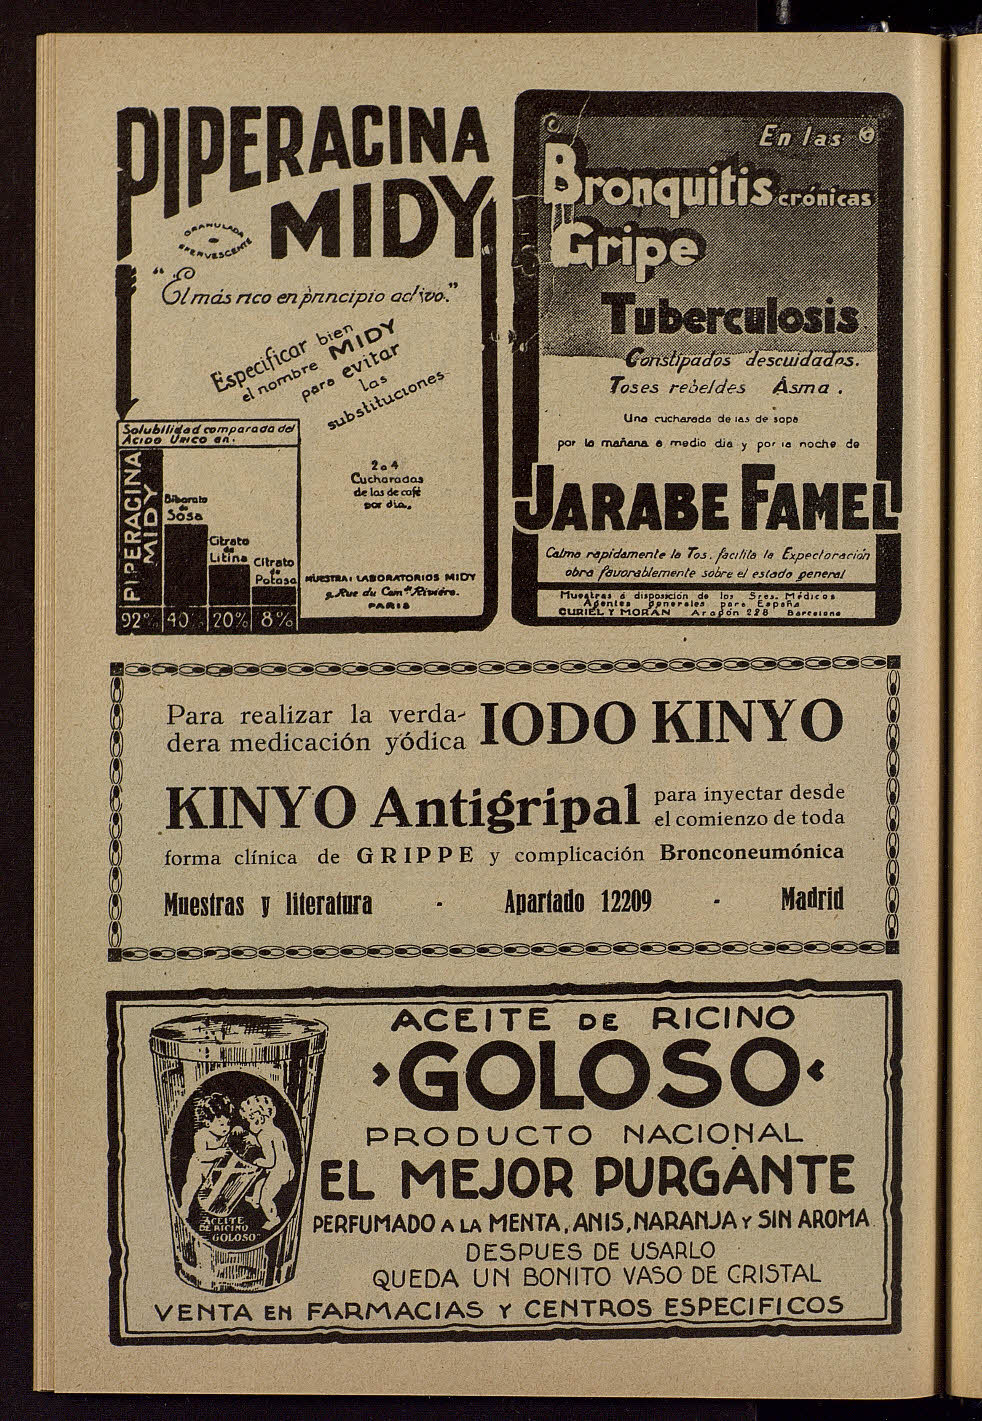 PIPERACINA
MIDY
GRANULADA
EFERVESCENTE
"El más rico en principio activo."
Especificar bien
el nombre MIDY
para evitar
las
substituciones
Solubilidad comparada del
Acido Urico en:
PIPERACINA
MIDY
Biborato
de
Sosa
Citrato
de
Litina
Citrato
de
Potasa
92% 40% 20% 8%
2 a 4
Cucharadas
de las de café
por dia.
MUESTRA: LABORATORIOS MIDY
9, Rue du Comt. Rivière.
PARIS
En las
Bronquitis crónicas
Gripe
Tuberculosis
Constipados descuidados.
Toses rebeldes Asma.
Una cucharada de las de sopa
por la mañana a medio dia y por la noche de
JARABE FAMEL
Calma rapidamente la Tos, facilita la Expectoración
obra favorablemente sobre el estado general
Muestras á disposición de los Sres. Médicos
Agentes generales para España
CURIEL Y MORÁN Aragón 228 Barcelona
Para realizar la verda-
dera medicación yódica IODO KINYO
KINYO Antigripal para inyectar desde
el comienzo de toda
forma clínica de GRIPPE y complicación Bronconeumónica
Muestras y literatura - Apartado 12209 - Madrid
ACEITE DE RICINO
GOLOSO
PRODUCTO NACIONAL
EL MEJOR PURGANTE
PERFUMADO A LA MENTA, ANIS, NARANJA Y SIN AROMA
DESPUES DE USARLO
QUEDA UN BONITO VASO DE CRISTAL
VENTA EN FARMACIAS Y CENTROS ESPECIFICOS
ACEITE
DE RICINO
GOLOSO